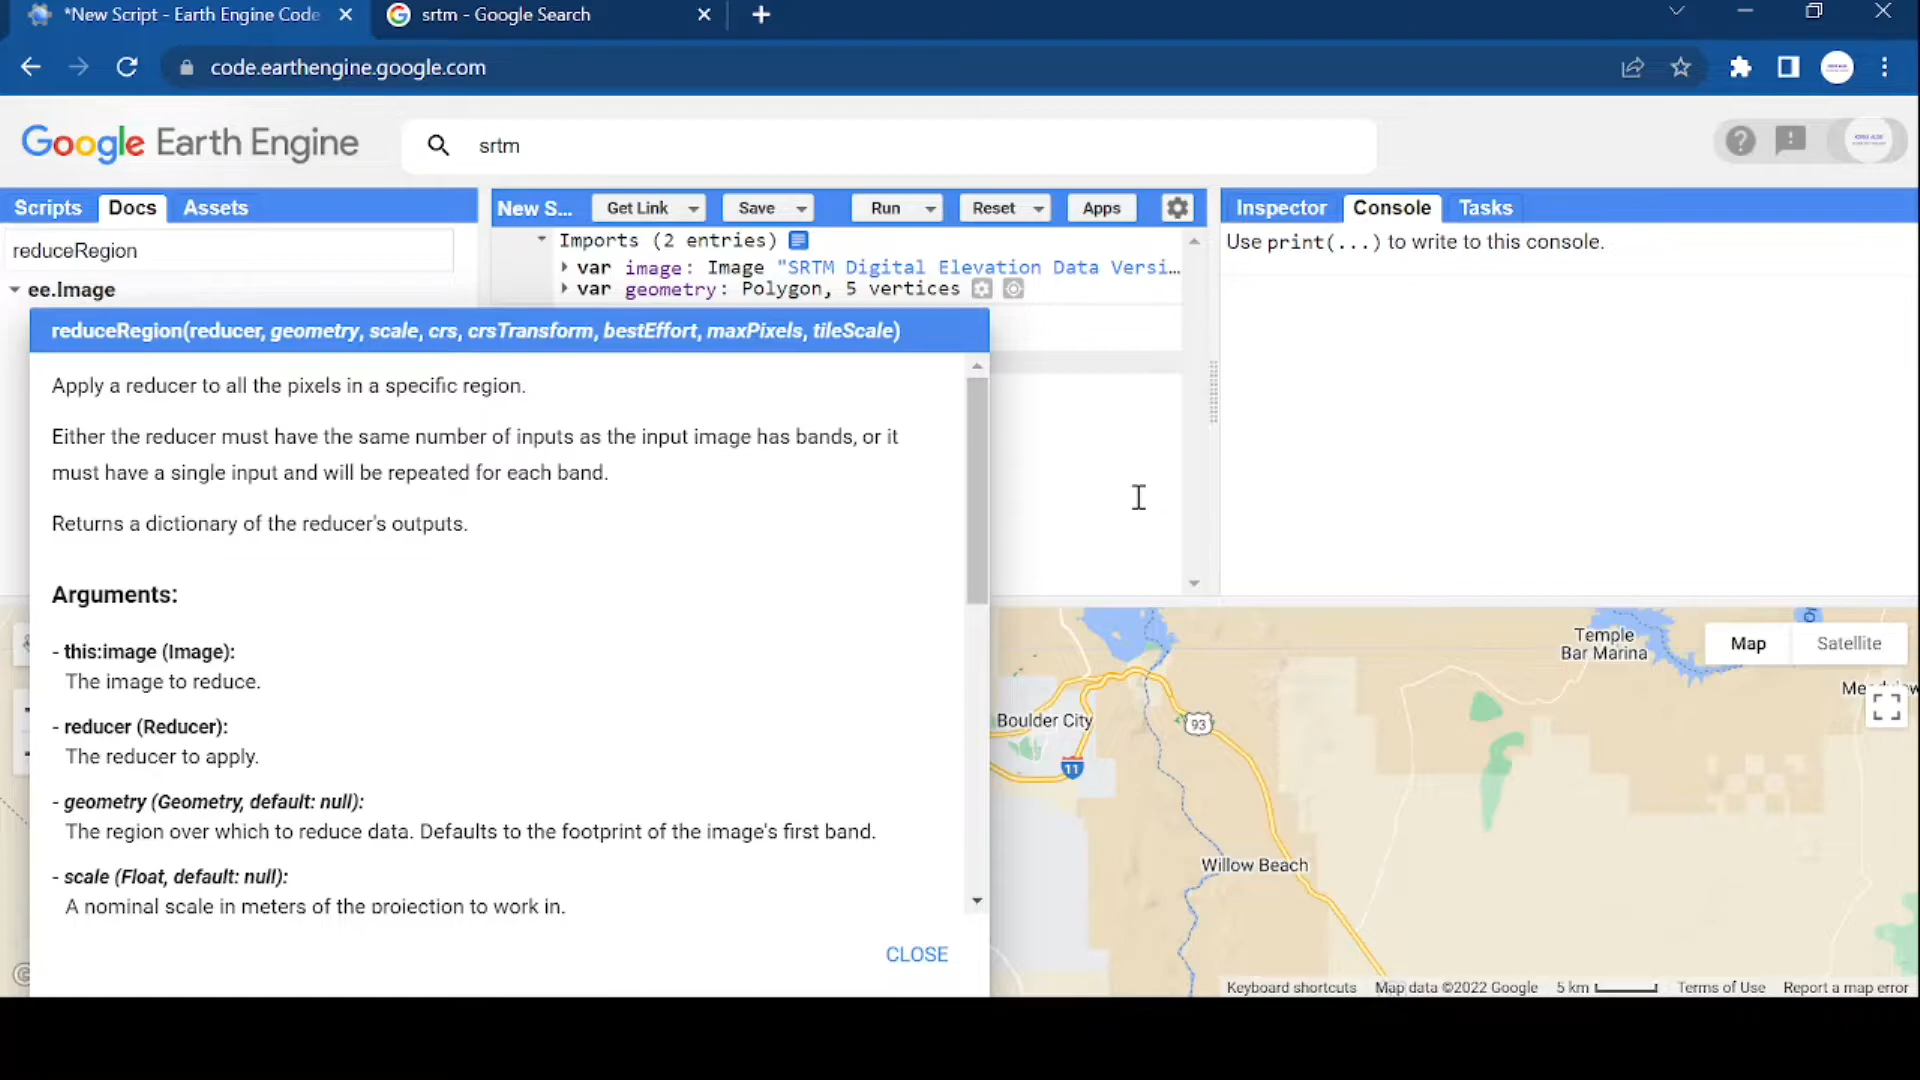 *New Script - Earth Engine Code
srtm - Google Search
code.earthengine.google.com
Google Earth Engine
srtm
Scripts Docs Assets
New S... Get Link Save Run Reset Apps
Inspector Console Tasks
reduceRegion
Imports (2 entries)
Use print(...) to write to this console.
var image: Image "SRTM Digital Elevation Data Versi…
ee.Image
var geometry: Polygon, 5 vertices
reduceRegion(reducer, geometry, scale, crs, crsTransform, bestEffort, maxPixels, tileScale)
Apply a reducer to all the pixels in a specific region.
Either the reducer must have the same number of inputs as the input image has bands, or it
must have a single input and will be repeated for each band.
Returns a dictionary of the reducer's outputs.
Arguments:
- this:image (Image):
The image to reduce.
- reducer (Reducer):
The reducer to apply.
- geometry (Geometry, default: null):
The region over which to reduce data. Defaults to the footprint of the image's first band.
- scale (Float, default: null):
A nominal scale in meters of the projection to work in.
CLOSE
Temple
Bar Marina
Map Satellite
Boulder City
93
11
Willow Beach
Keyboard shortcuts Map data ©2022 Google 5 km Terms of Use Report a map error